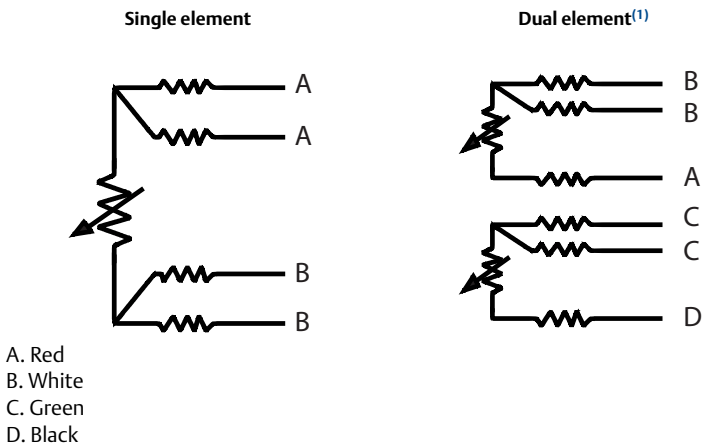 Single element
Dual element(1)
A
A
B
B
B
B
A
C
C
D
A. Red
B. White
C. Green
D. Black